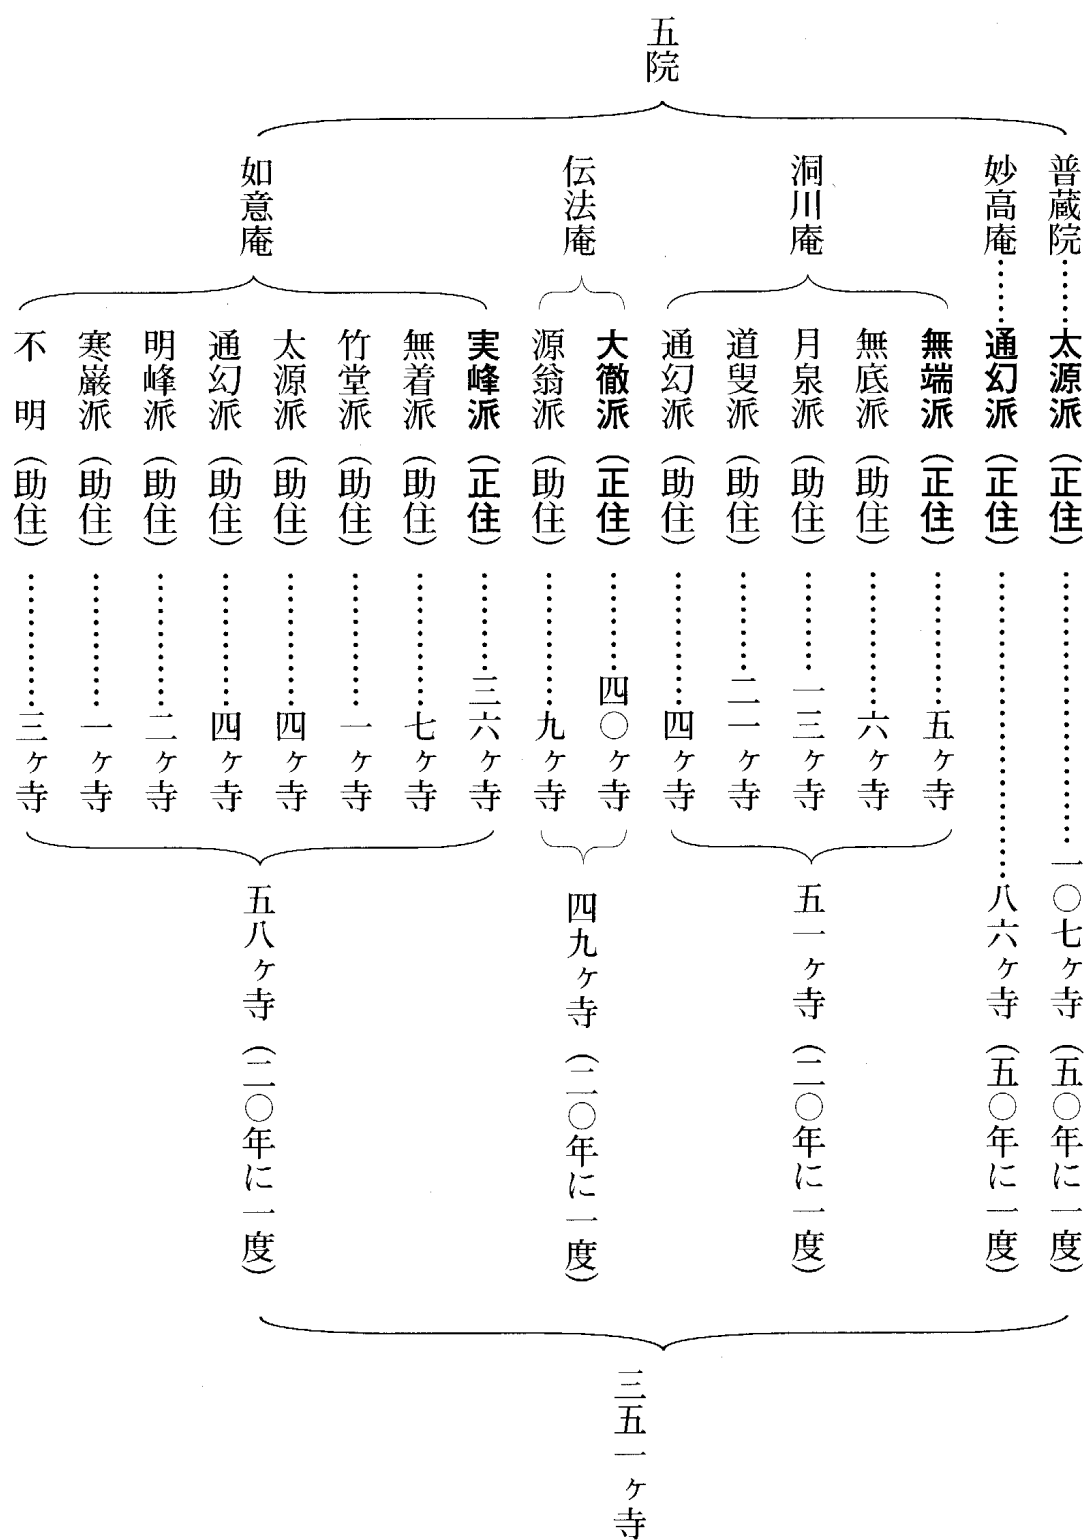 五院
普蔵院……太源派(正住)……………一〇七ヶ寺(五〇年に一度)
妙高庵……通幻派(正住)……………八六ヶ寺(五〇年に一度)
洞川庵
無端派(正住)…………五ヶ寺
無底派(助住)…………六ヶ寺
月泉派(助住)…………一三ヶ寺
道叟派(助住)…………二一ヶ寺
通幻派(助住)…………四ヶ寺
五一ヶ寺(二〇年に一度)
伝法庵
大徹派(正住)…………四〇ヶ寺
源翁派(助住)…………九ヶ寺
四九ヶ寺(二〇年に一度)
如意庵
実峰派(正住)…………三六ヶ寺
無着派(助住)…………七ヶ寺
竹堂派(助住)…………一ヶ寺
太源派(助住)…………四ヶ寺
通幻派(助住)…………四ヶ寺
明峰派(助住)…………二ヶ寺
寒巌派(助住)…………一ヶ寺
不　明(助住)…………三ヶ寺
五八ヶ寺(二〇年に一度)
三五一ヶ寺